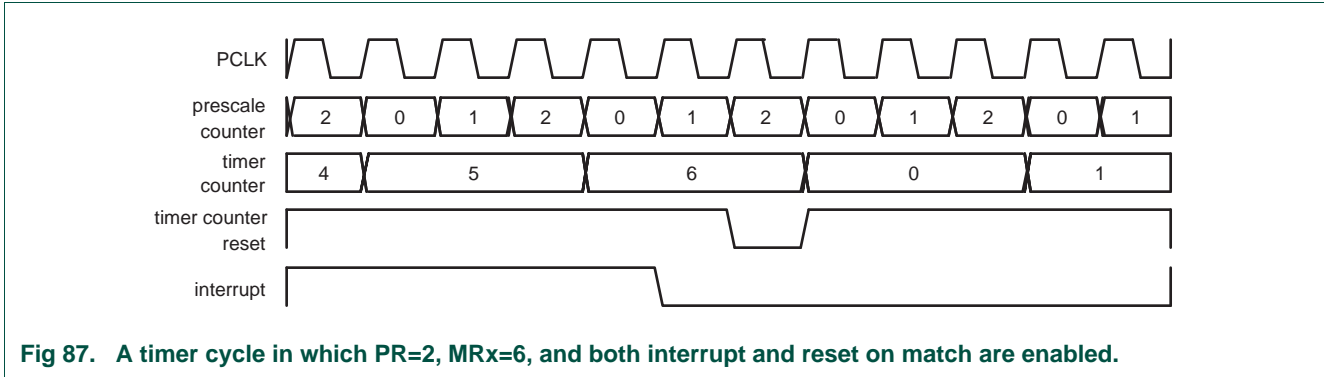 PCLK
prescale
counter
2 0 1 2 0 1 2 0 1 2 0 1
timer
counter
4 5 6 0 1
timer counter
reset
interrupt
Fig 87. A timer cycle in which PR=2, MRx=6, and both interrupt and reset on match are enabled.